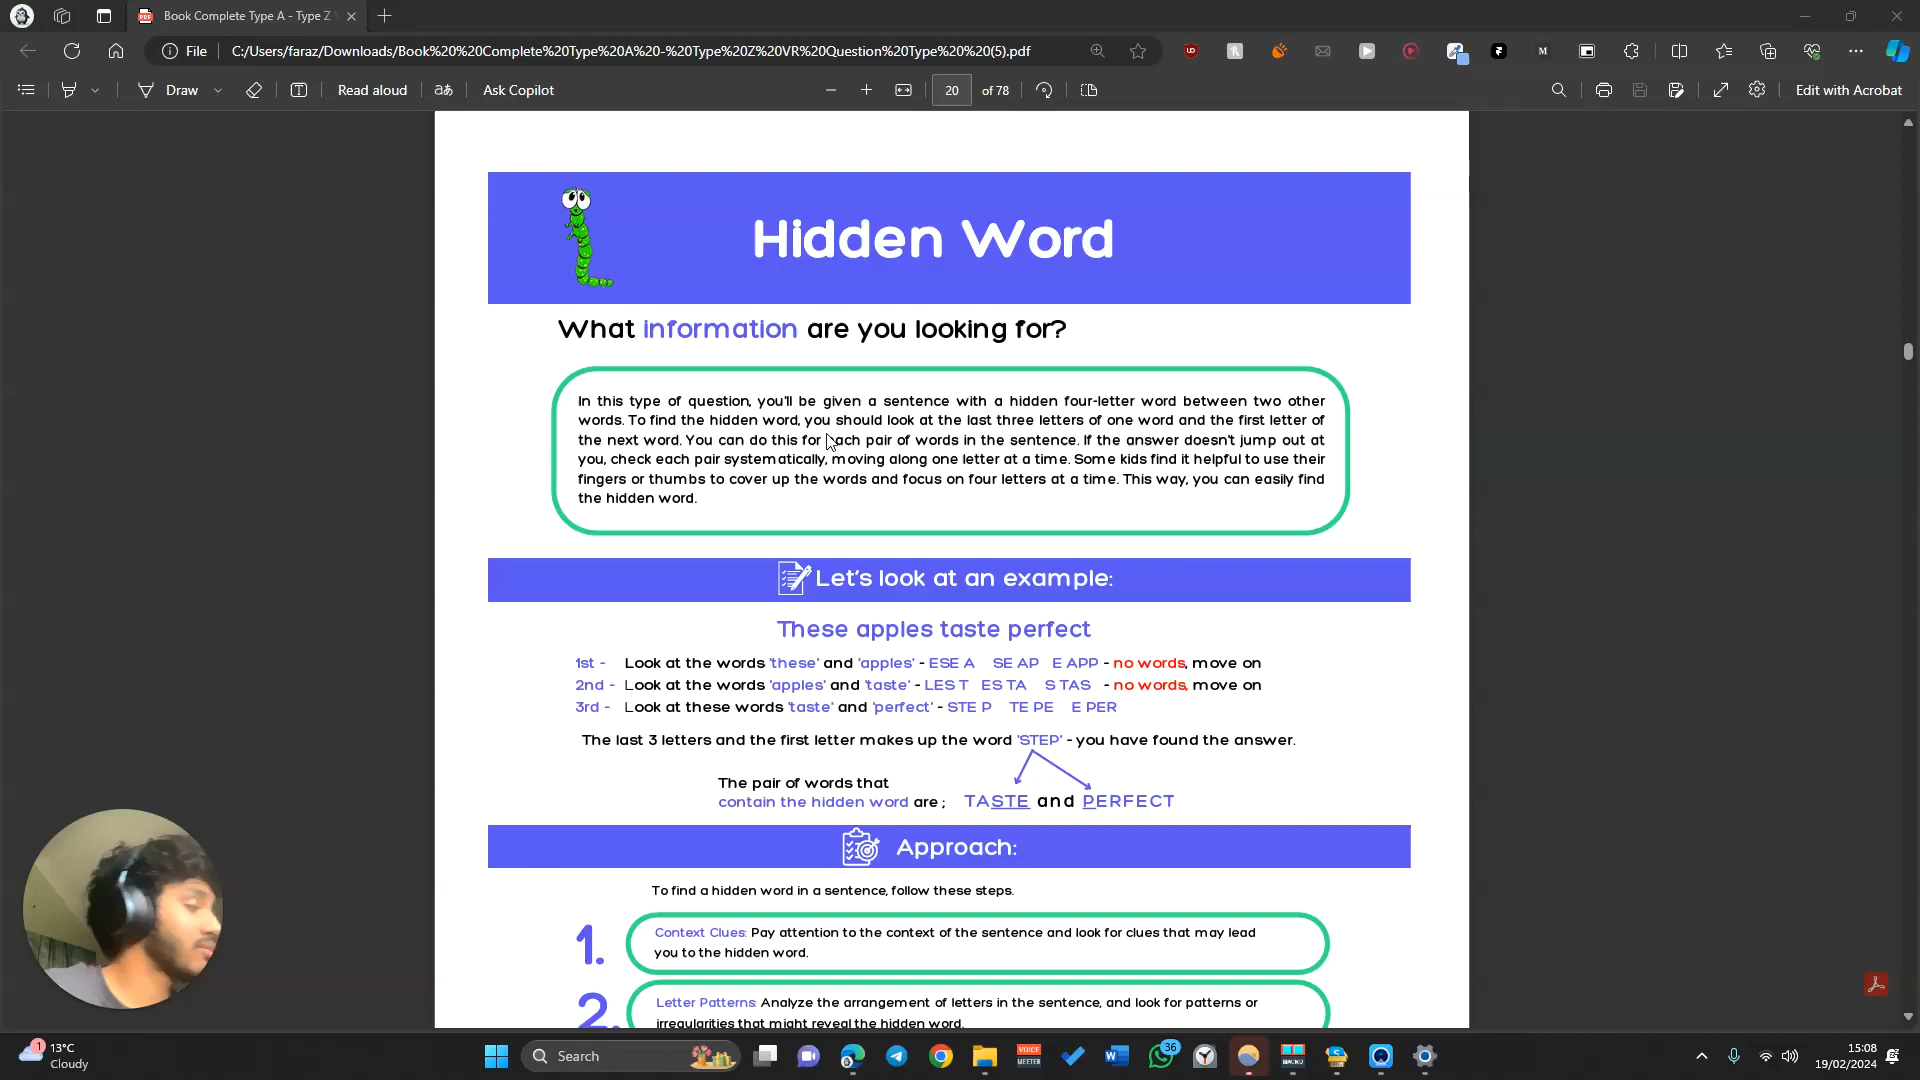 Book Complete Type A - Type Z V
File
C:/Users/faraz/Downloads/Book%20%20Complete%20Type%20A%20-%20Type%20Z%20VR%20Question%20Type%20%20(5).pdf
Draw
Read aloud
aあ
Ask Copilot
20
of 78
Edit with Acrobat
Hidden Word
What information are you looking for?
In this type of question, you'll be given a sentence with a hidden four-letter word between two other
words. To find the hidden word, you should look at the last three letters of one word and the first letter of
the next word. You can do this for each pair of words in the sentence. If the answer doesn't jump out at
you, check each pair systematically, moving along one letter at a time. Some kids find it helpful to use their
fingers or thumbs to cover up the words and focus on four letters at a time. This way, you can easily find
the hidden word.
Let's look at an example:
These apples taste perfect
1st - Look at the words 'these' and 'apples' - ESE A SE AP E APP - no words, move on
2nd - Look at the words 'apples' and 'taste' - LES T ES TA S TAS - no words, move on
3rd - Look at these words 'taste' and 'perfect' - STE P TE PE E PER
The last 3 letters and the first letter makes up the word 'STEP' - you have found the answer.
The pair of words that
contain the hidden word are ; TASTE and PERFECT
Approach:
To find a hidden word in a sentence, follow these steps.
1. Context Clues: Pay attention to the context of the sentence and look for clues that may lead
you to the hidden word.
2. Letter Patterns: Analyze the arrangement of letters in the sentence, and look for patterns or
irregularities that might reveal the hidden word.
1
13°C
Cloudy
Search
VOICE
MEETER
36
15:08
19/02/2024